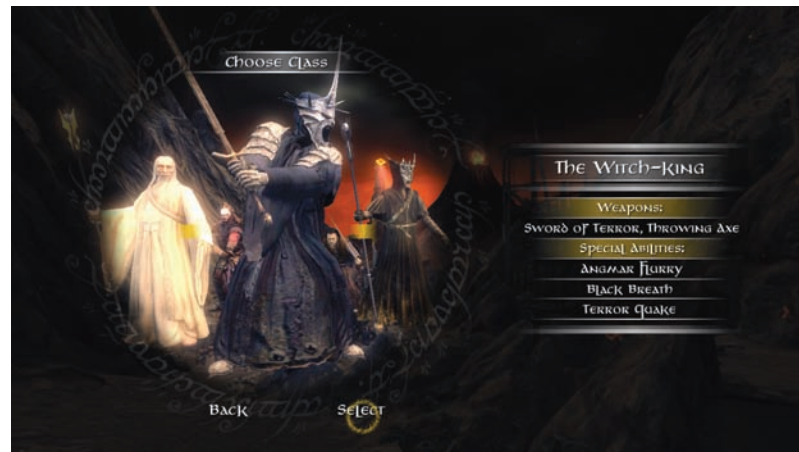 Choose Class
The Witch-King
Weapons:
Sword of Terror, Throwing Axe
Special Abilities:
Angmar Flurry
Black Breath
Terror Quake
Back
Select